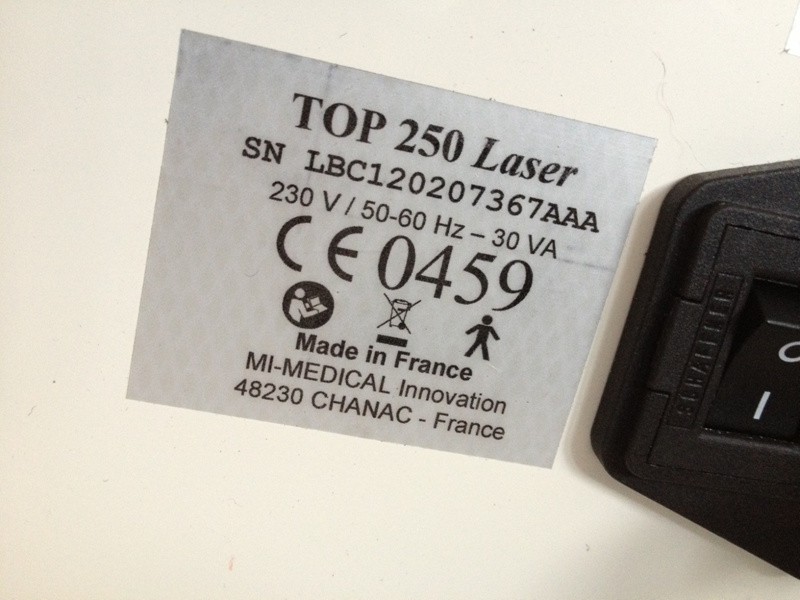 TOP 250 Laser
SN LBC120207367AAA
230 V / 50-60 Hz – 30 VA
CE 0459
Made in France
MI-MEDICAL Innovation
48230 CHANAC - France